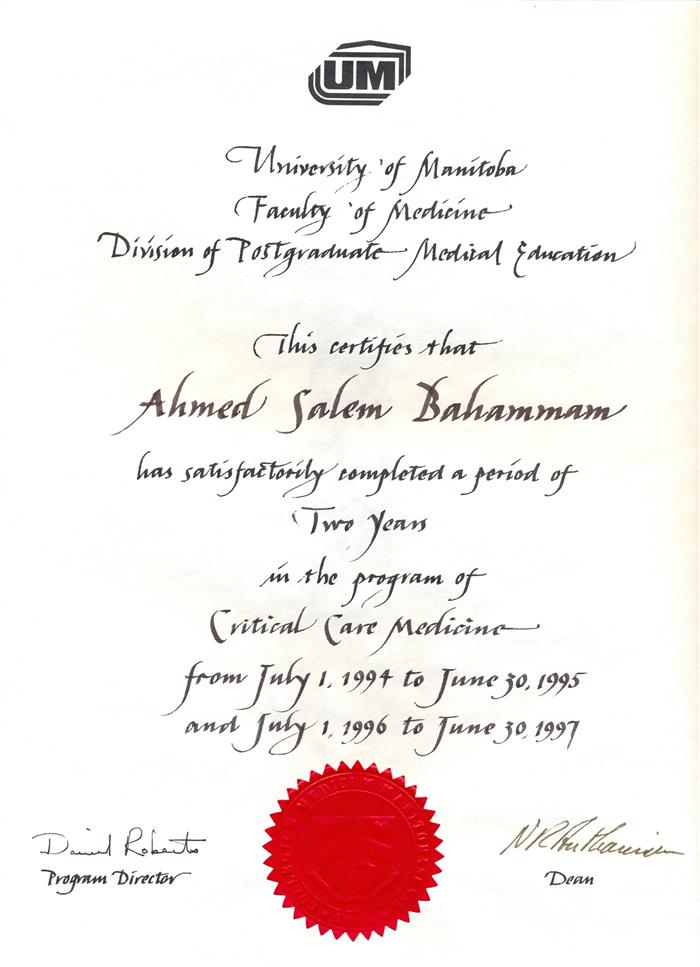 UM
University of Manitoba
Faculty of Medicine
Division of Postgraduate Medical Education
This certifies that
Ahmed Salem Bahammam
has satisfactorily completed a period of
Two Years
in the program of
Critical Care Medicine
from July 1, 1994 to June 30, 1995
and July 1, 1996 to June 30, 1997
Daniel Roberts
Program Director
Dean